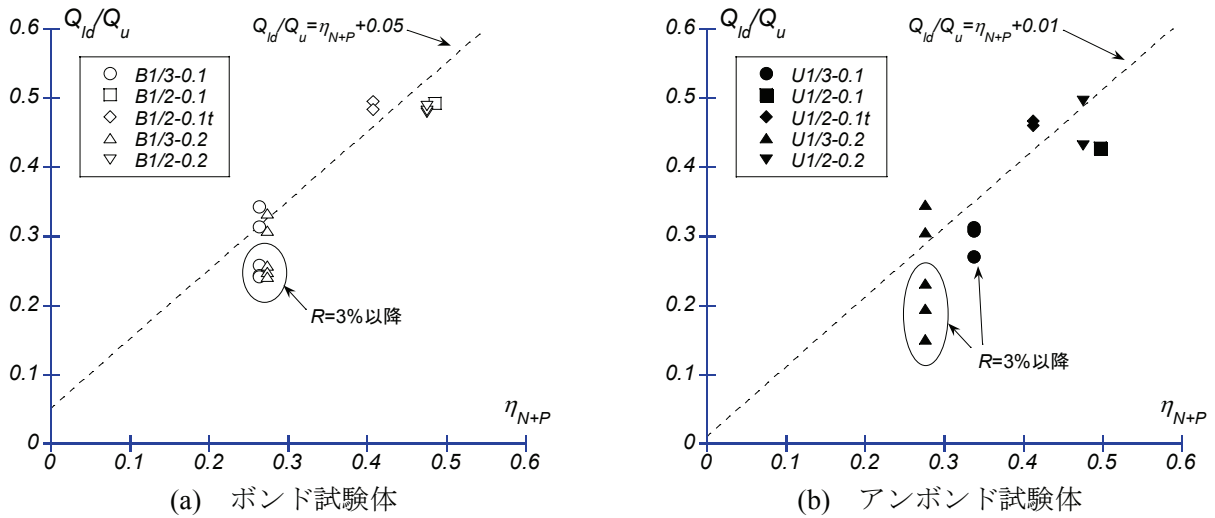 0.6
Q_ld/Q_u
Q_ld/Q_u=η_N+P+0.05
B1/3-0.1
B1/2-0.1
B1/2-0.1t
B1/3-0.2
B1/2-0.2
0.5
0.4
0.3
0.2
R=3%以降
0.1
η_N+P
0
0 0.1 0.2 0.3 0.4 0.5 0.6
(a) ボンド試験体
0.6
Q_ld/Q_u
Q_ld/Q_u=η_N+P+0.01
U1/3-0.1
U1/2-0.1
U1/2-0.1t
U1/3-0.2
U1/2-0.2
0.5
0.4
0.3
0.2
R=3%以降
0.1
η_N+P
0
0 0.1 0.2 0.3 0.4 0.5 0.6
(b) アンボンド試験体